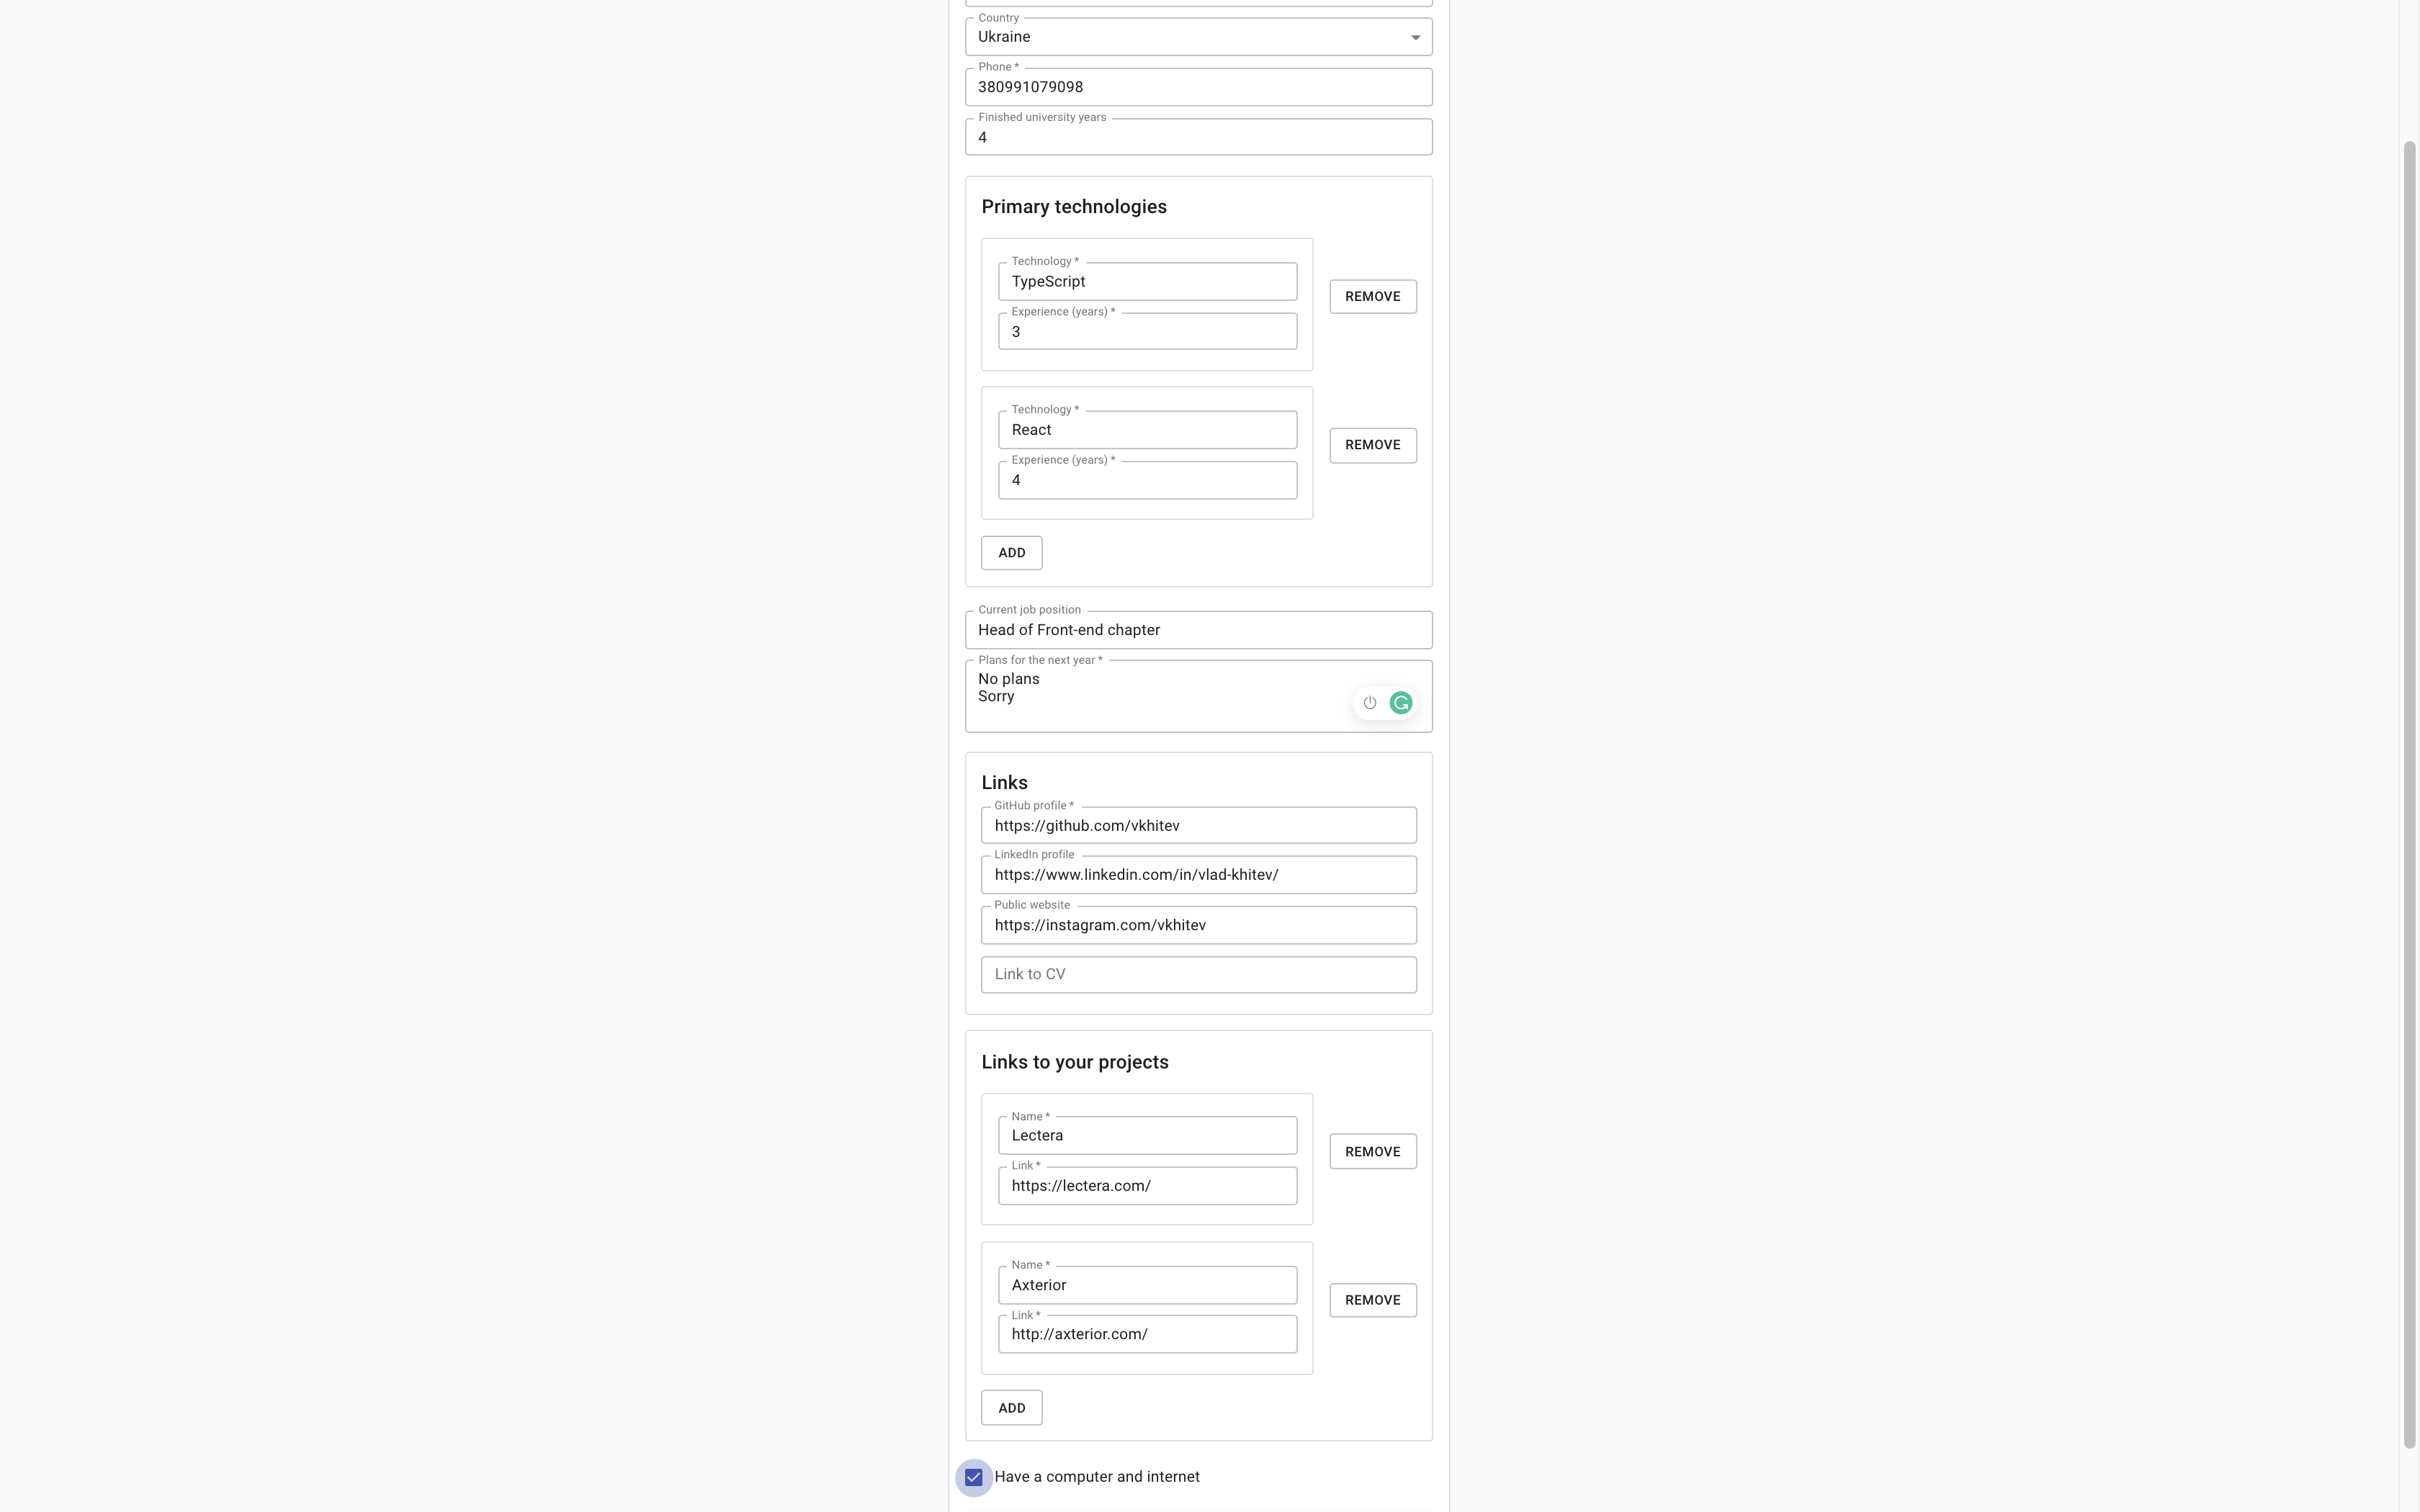 Country
Ukraine
Phone *
380991079098
Finished university years
4
Primary technologies
Technology *
TypeScript
Experience (years) *
3
REMOVE
Technology *
React
Experience (years) *
4
REMOVE
ADD
Current job position
Head of Front-end chapter
Plans for the next year *
No plans
Sorry
Links
GitHub profile *
https://github.com/vkhitev
LinkedIn profile
https://www.linkedin.com/in/vlad-khitev/
Public website
https://instagram.com/vkhitev
Link to CV
Links to your projects
Name *
Lectera
Link *
https://lectera.com/
REMOVE
Name *
Axterior
Link *
http://axterior.com/
REMOVE
ADD
Have a computer and internet